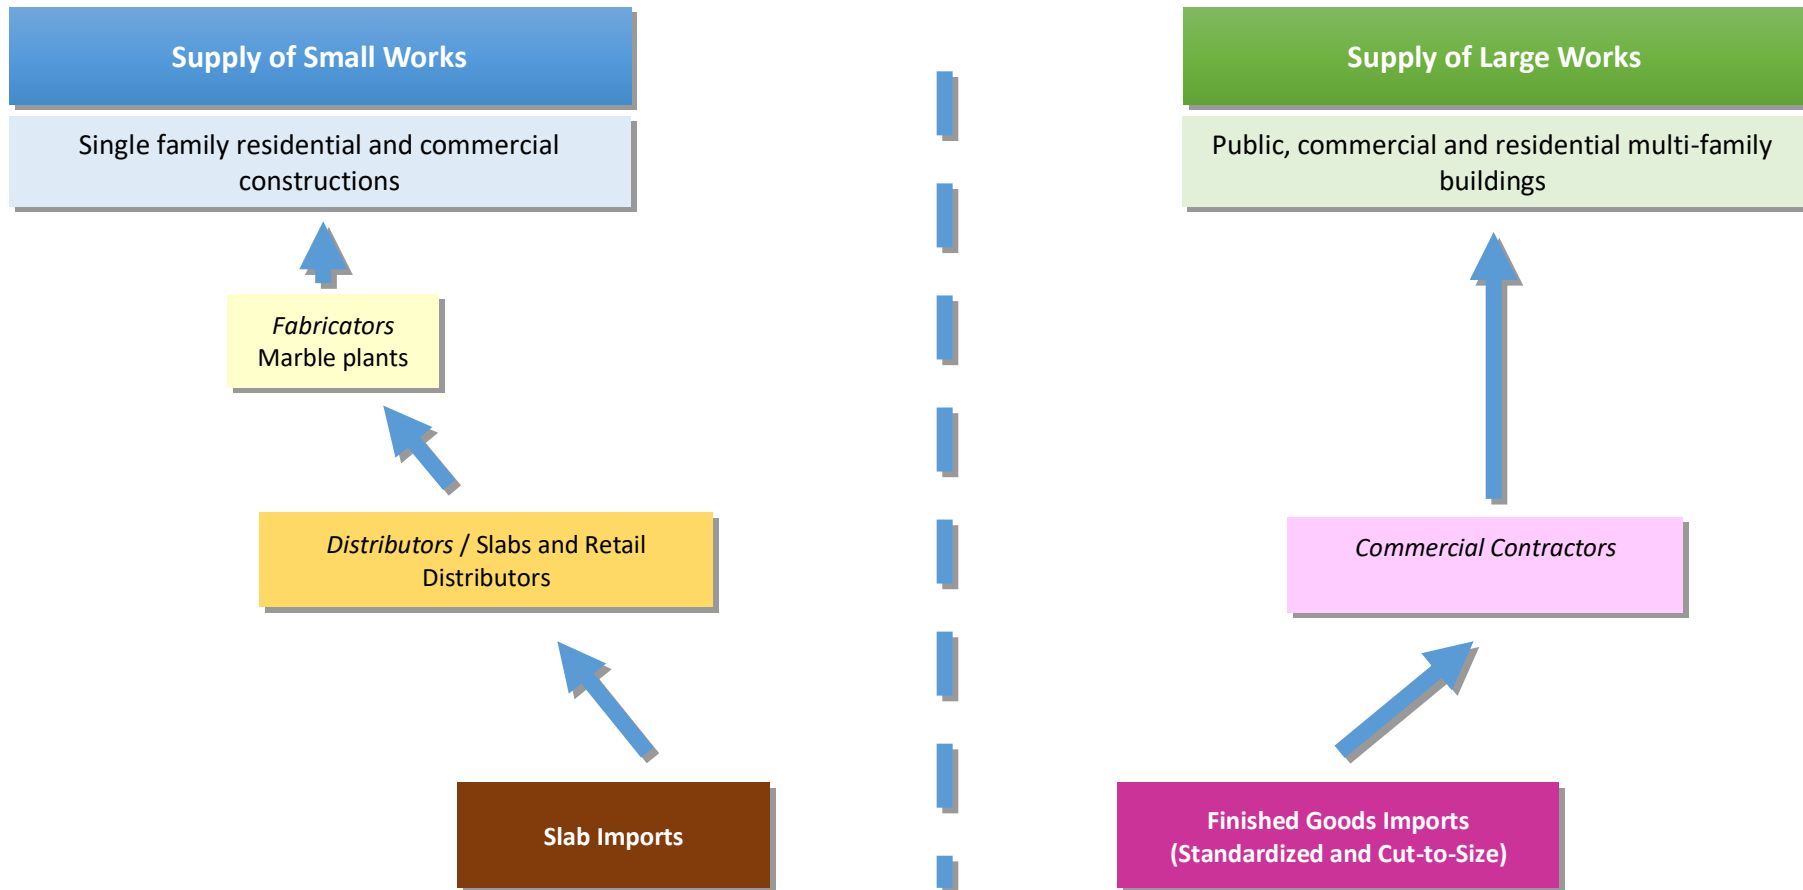 Supply of Small Works
Single family residential and commercial
constructions
Fabricators
Marble plants
Distributors / Slabs and Retail
Distributors
Slab Imports
Supply of Large Works
Public, commercial and residential multi-family
buildings
Commercial Contractors
Finished Goods Imports
(Standardized and Cut-to-Size)